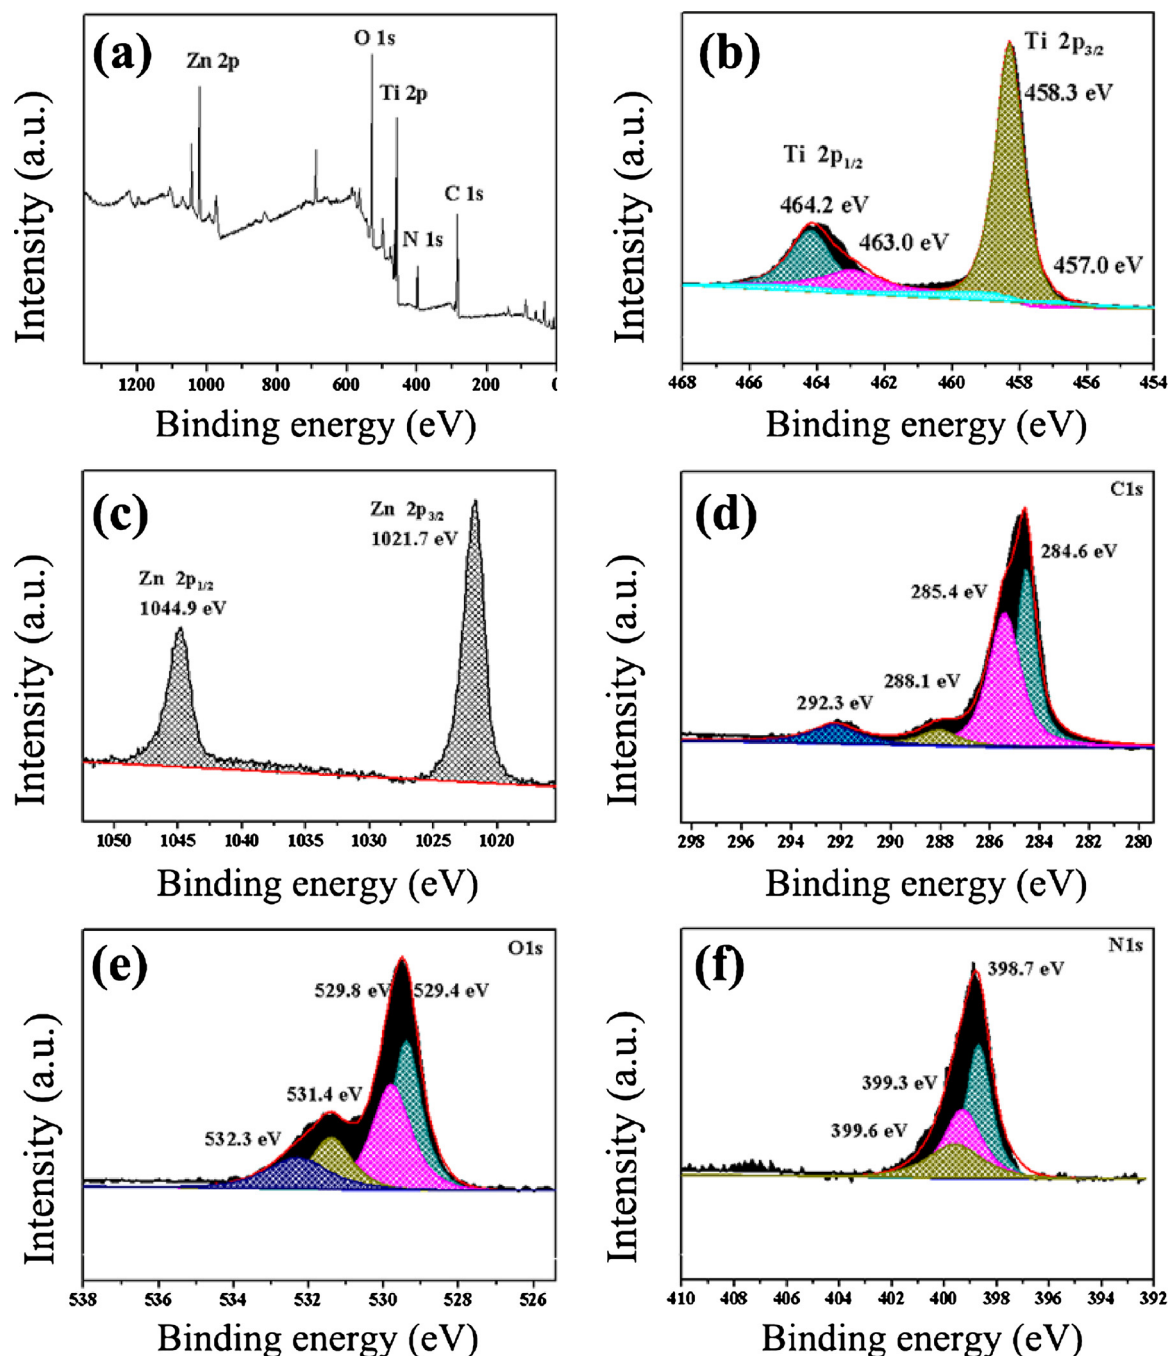 (a)
O 1s
Zn 2p
Ti 2p
C 1s
N 1s
Intensity (a.u.)
1200 1000 800 600 400 200 0
Binding energy (eV)
(b)
Ti 2p3/2
458.3 eV
Ti 2p1/2
464.2 eV
463.0 eV
457.0 eV
Intensity (a.u.)
468 466 464 462 460 458 456 454
Binding energy (eV)
(c)
Zn 2p3/2
1021.7 eV
Zn 2p1/2
1044.9 eV
Intensity (a.u.)
1050 1045 1040 1035 1030 1025 1020
Binding energy (eV)
(d)
C1s
284.6 eV
285.4 eV
288.1 eV
292.3 eV
Intensity (a.u.)
298 296 294 292 290 288 286 284 282 280
Binding energy (eV)
(e)
O1s
529.8 eV 529.4 eV
531.4 eV
532.3 eV
Intensity (a.u.)
538 536 534 532 530 528 526
Binding energy (eV)
(f)
N1s
398.7 eV
399.3 eV
399.6 eV
Intensity (a.u.)
410 408 406 404 402 400 398 396 394 392
Binding energy (eV)